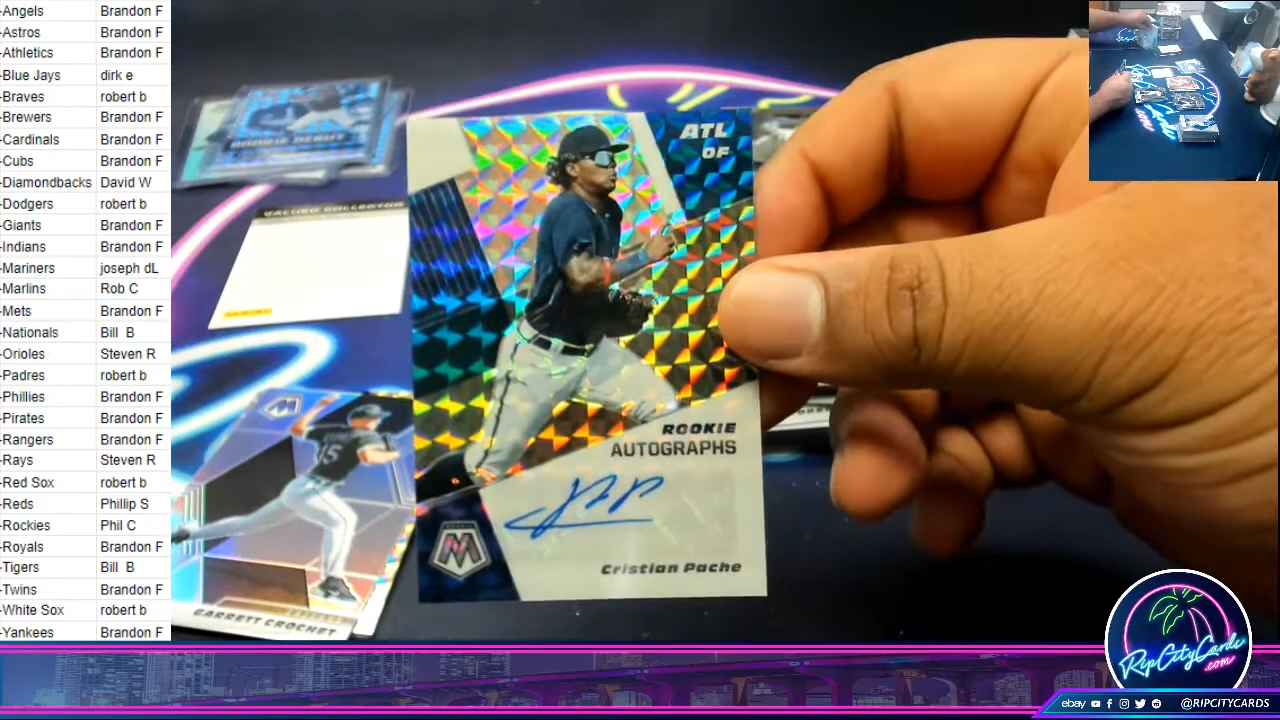 -Angels Brandon F
-Astros Brandon F
-Athletics Brandon F
-Blue Jays dirk e
-Braves robert b
-Brewers Brandon F
-Cardinals Brandon F
-Cubs Brandon F
-Diamondbacks David W
-Dodgers robert b
-Giants Brandon F
-Indians Brandon F
-Mariners joseph dL
-Marlins Rob C
-Mets Brandon F
-Nationals Bill B
-Orioles Steven R
-Padres robert b
-Phillies Brandon F
-Pirates Brandon F
-Rangers Brandon F
-Rays Steven R
-Red Sox robert b
-Reds Phillip S
-Rockies Phil C
-Royals Brandon F
-Tigers Bill B
-Twins Brandon F
-White Sox robert b
-Yankees Brandon F
ROOKIE DEBUT
VALUED COLLECTOR
ATL
OF
ROOKIE
AUTOGRAPHS
M
Cristian Pache
GARRETT CROCHET
RipCityCards
.com
ebay @RIPCITYCARDS